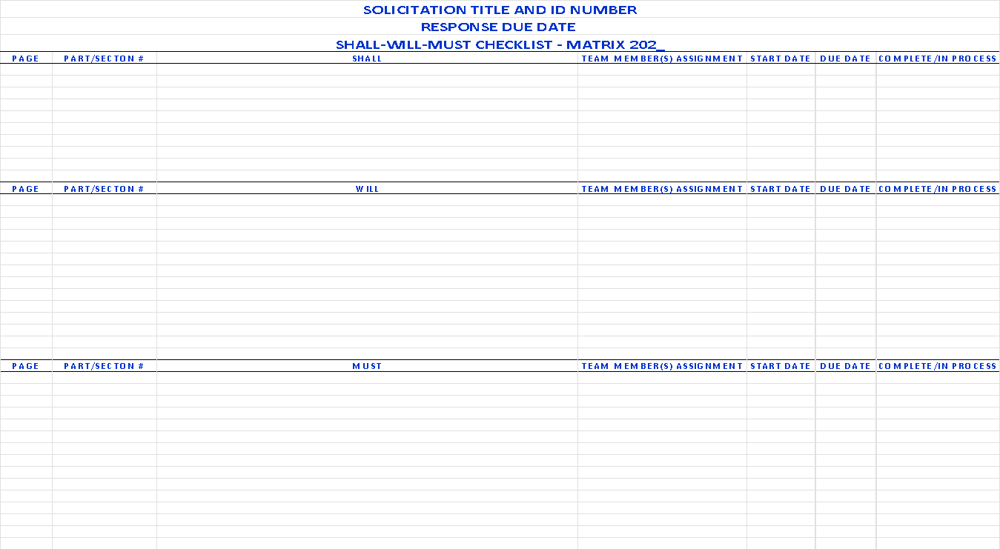 SOLICITATION TITLE AND ID NUMBER
RESPONSE DUE DATE
SHALL-WILL-MUST CHECKLIST - MATRIX 202_
PAGE PART/SECTON # SHALL TEAM MEMBER(S) ASSIGNMENT START DATE DUE DATE COMPLETE/IN PROCESS
PAGE PART/SECTON # WILL TEAM MEMBER(S) ASSIGNMENT START DATE DUE DATE COMPLETE/IN PROCESS
PAGE PART/SECTON # MUST TEAM MEMBER(S) ASSIGNMENT START DATE DUE DATE COMPLETE/IN PROCESS